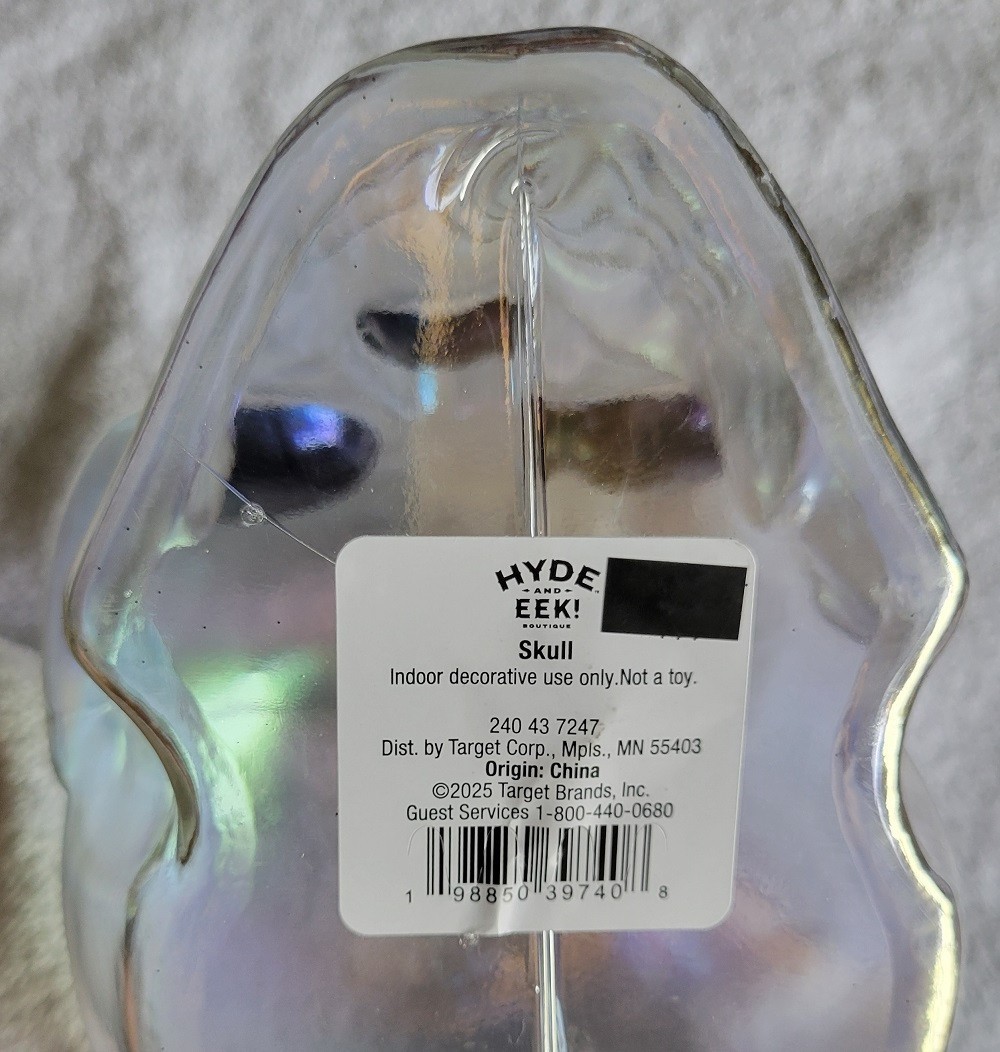 HYDE
AND
EEK!
BOUTIQUE
Skull
Indoor decorative use only.Not a toy.
240 43 7247
Dist. by Target Corp., Mpls., MN 55403
Origin: China
©2025 Target Brands, Inc.
Guest Services 1-800-440-0680
1 98850 39740 8